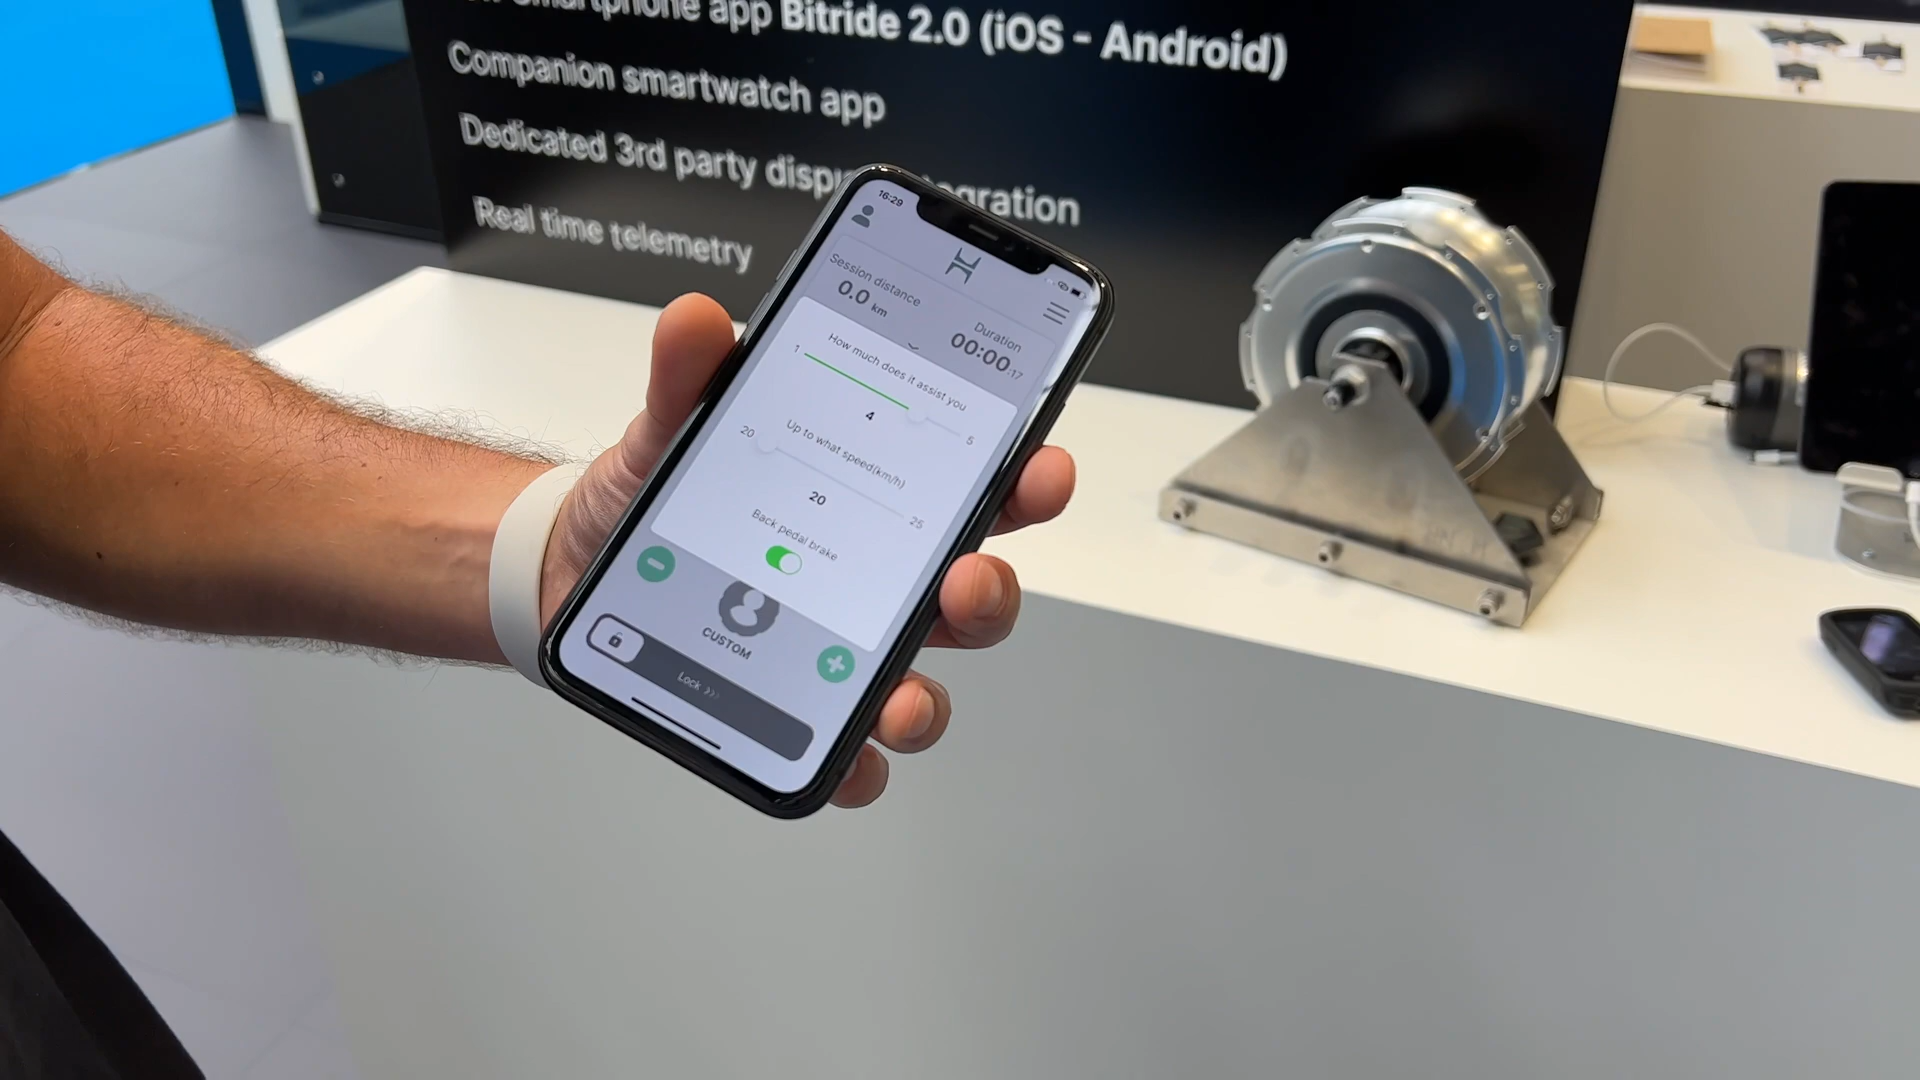 smartphone app Bitride 2.0 (iOS - Android)
Companion smartwatch app
Dedicated 3rd party
Real time telemetry
16:29
Session distance
0.0 km
Duration
00:00:17
How much does it assist you
1
4
5
Up to what speed(km/h)
20
20
25
Back pedal brake
CUSTOM
Lock